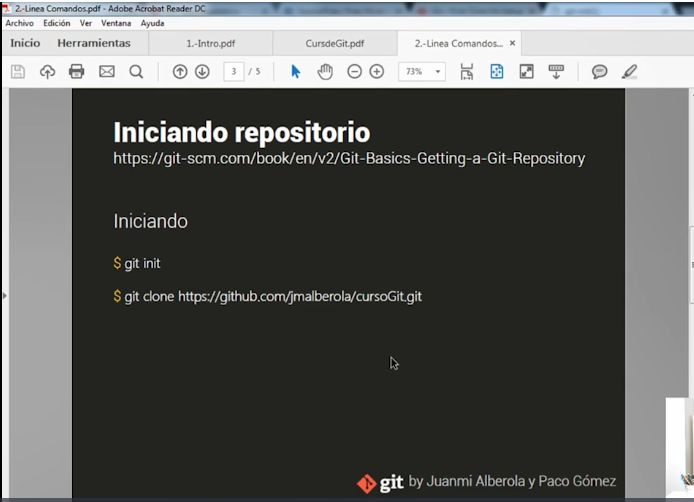 2.-Linea Comandos.pdf - Adobe Acrobat Reader DC
Archivo Edición Ver Ventana Ayuda
Inicio Herramientas 1.-Intro.pdf CursdeGit.pdf 2.-Linea Comandos... ×
3 / 5 73%
Iniciando repositorio
https://git-scm.com/book/en/v2/Git-Basics-Getting-a-Git-Repository
Iniciando
$ git init
$ git clone https://github.com/jmalberola/cursoGit.git
git by Juanmi Alberola y Paco Gómez